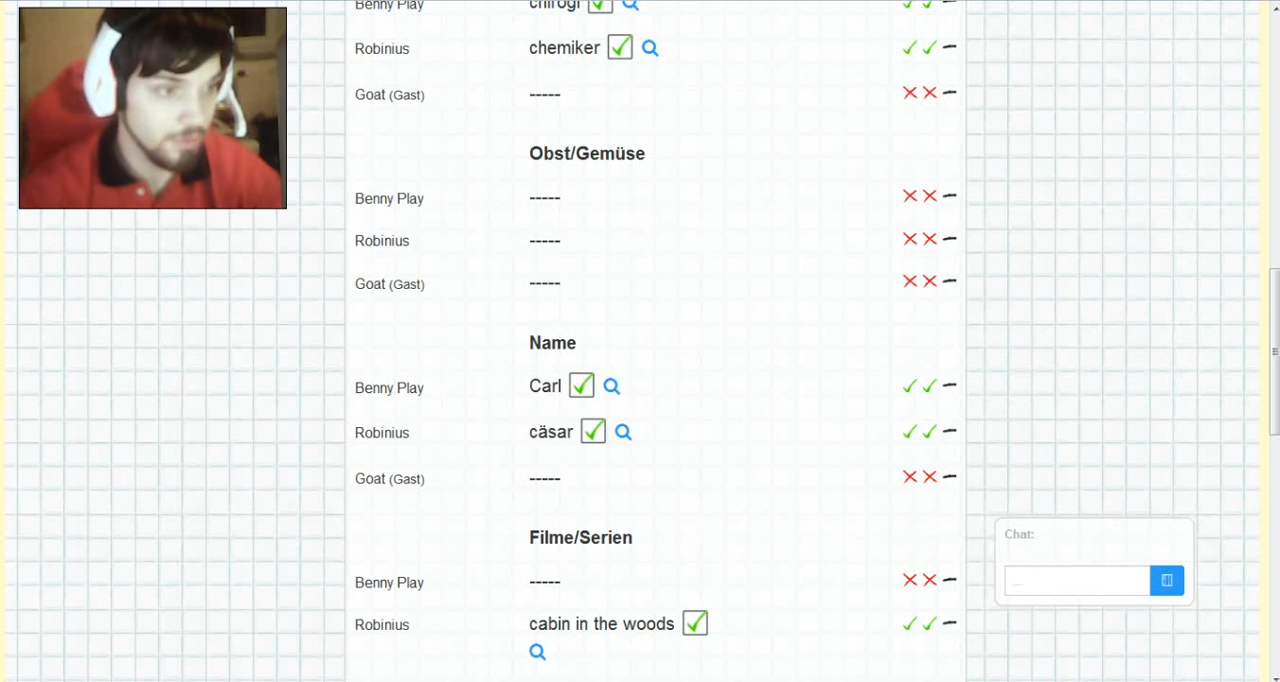 Benny Play chirogi
Robinius chemiker
Goat (Gast) -----
Obst/Gemüse
Benny Play -----
Robinius -----
Goat (Gast) -----
Name
Benny Play Carl
Robinius cäsar
Goat (Gast) -----
Filme/Serien
Chat:
Benny Play -----
...
Robinius cabin in the woods